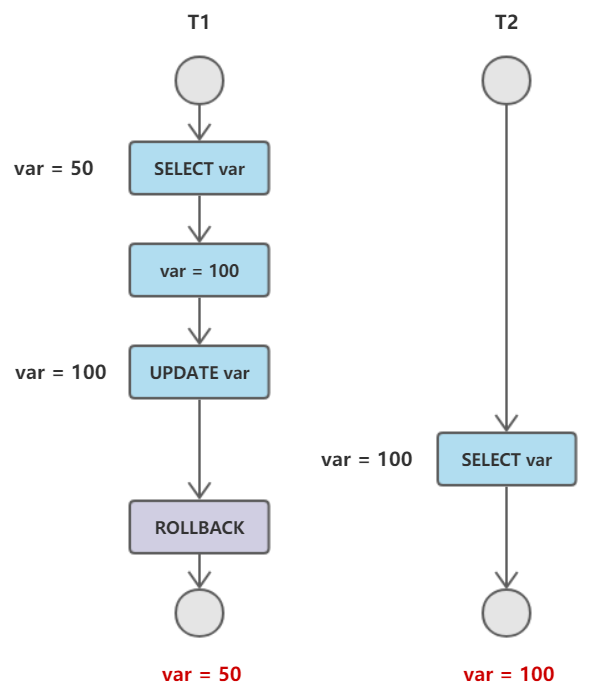 T1
T2
var = 50
SELECT var
var = 100
var = 100
UPDATE var
var = 100
SELECT var
ROLLBACK
var = 50
var = 100